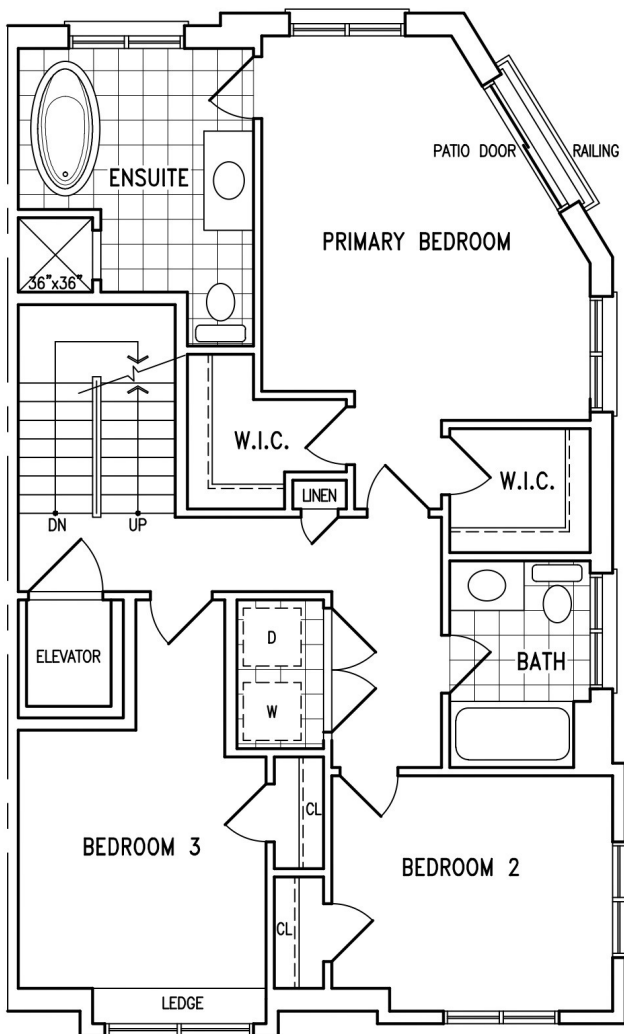 ENSUITE
PATIO DOOR
RAILING
PRIMARY BEDROOM
36"x36"
W.I.C.
W.I.C.
LINEN
DN
UP
ELEVATOR
D
W
BATH
BEDROOM 3
CL
BEDROOM 2
CL
LEDGE